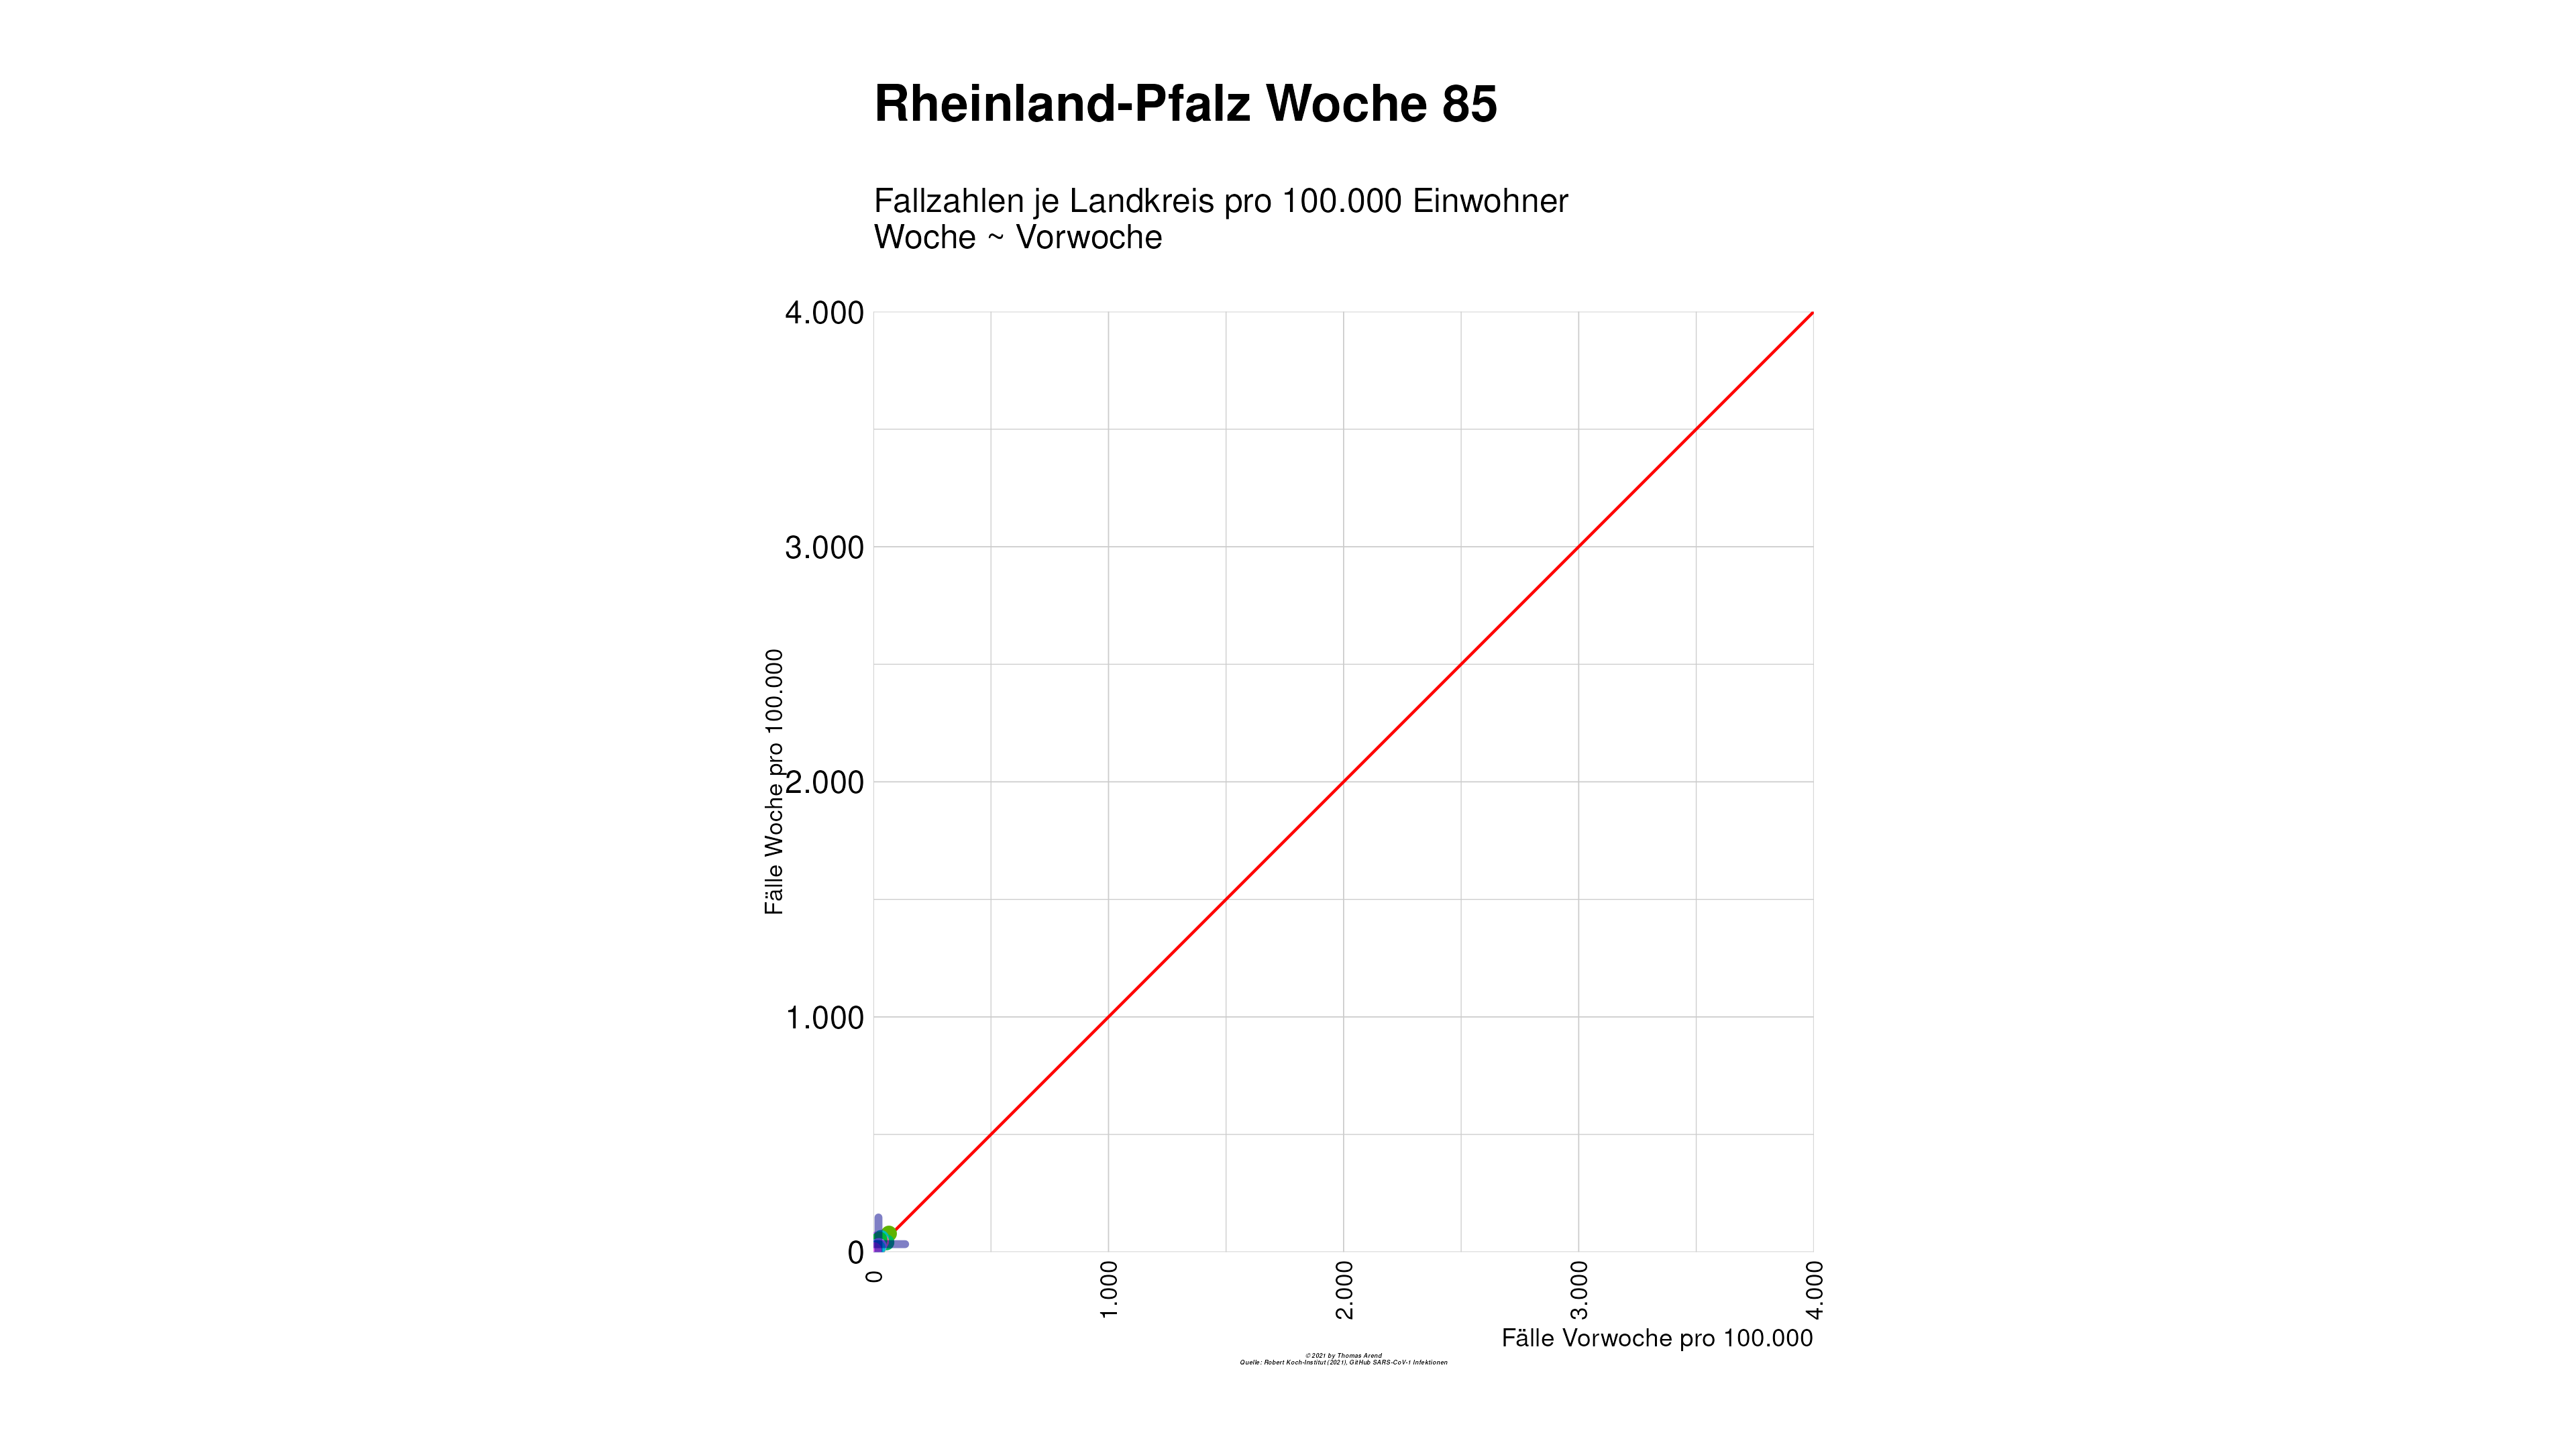 Rheinland-Pfalz Woche 85
Fallzahlen je Landkreis pro 100.000 Einwohner
Woche ~ Vorwoche
4.000
3.000
2.000
1.000
0
Fälle Woche pro 100.000
0
1.000
2.000
3.000
4.000
Fälle Vorwoche pro 100.000
© 2021 by Thomas Arend
Quelle: Robert Koch-Institut (2021), GitHub SARS-CoV-1 Infektionen